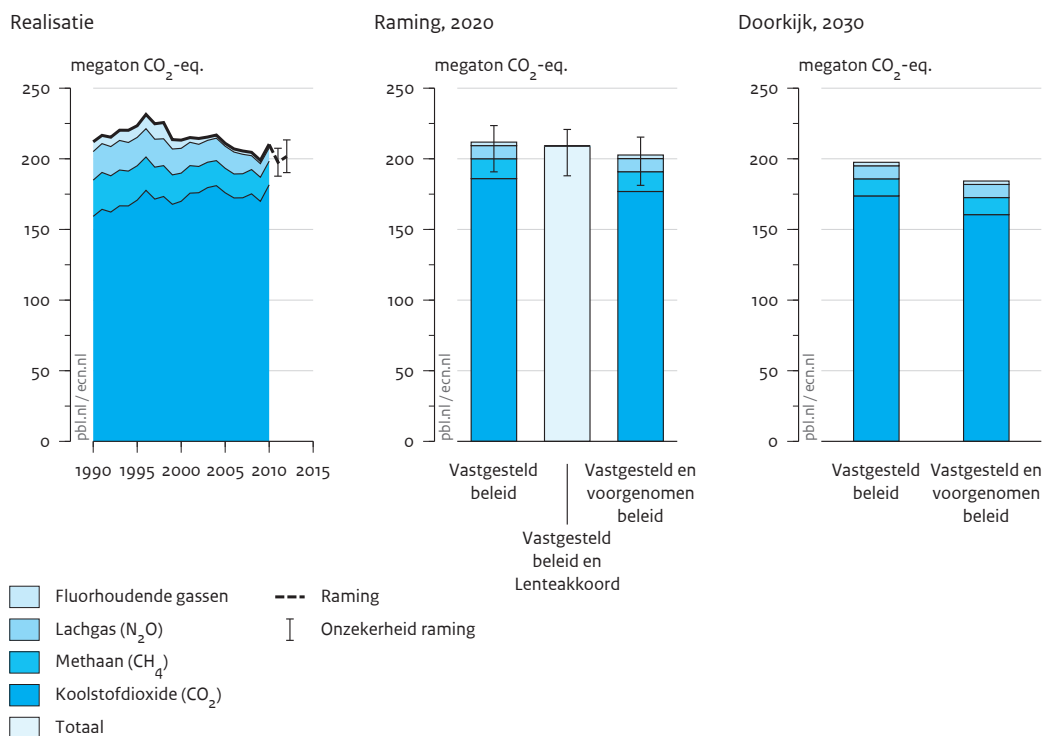 Realisatie
megaton CO₂-eq.
250
200
150
100
50
0
pbl.nl / ecn.nl
1990 1995 2000 2005 2010 2015
Raming, 2020
megaton CO₂-eq.
250
200
150
100
50
0
pbl.nl / ecn.nl
Vastgesteld
beleid
Vastgesteld
beleid en
Lenteakkoord
Vastgesteld en
voorgenomen
beleid
Doorkijk, 2030
megaton CO₂-eq.
250
200
150
100
50
0
pbl.nl / ecn.nl
Vastgesteld
beleid
Vastgesteld en
voorgenomen
beleid
Fluorhoudende gassen
Lachgas (N₂O)
Methaan (CH₄)
Koolstofdioxide (CO₂)
Totaal
Raming
Onzekerheid raming